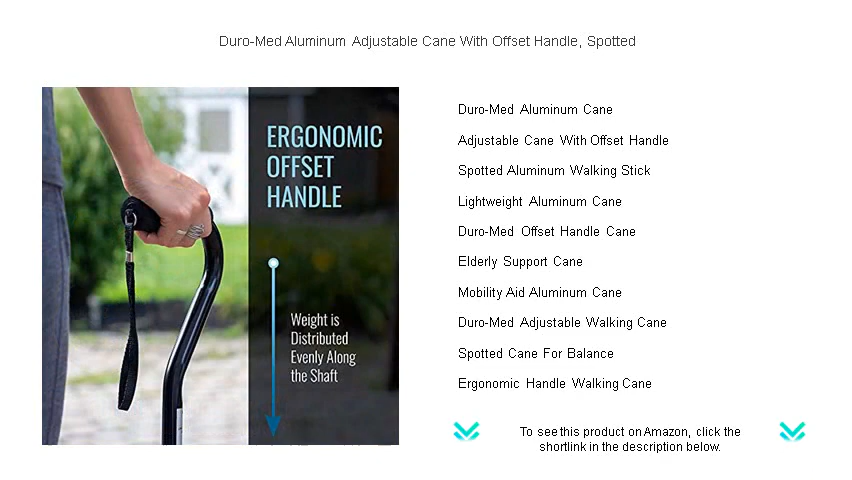 Duro-Med Aluminum Adjustable Cane With Offset Handle, Spotted
ERGONOMIC
OFFSET
HANDLE
Weight is
Distributed
Evenly Along
the Shaft
Duro-Med Aluminum Cane
Adjustable Cane With Offset Handle
Spotted Aluminum Walking Stick
Lightweight Aluminum Cane
Duro-Med Offset Handle Cane
Elderly Support Cane
Mobility Aid Aluminum Cane
Duro-Med Adjustable Walking Cane
Spotted Cane For Balance
Ergonomic Handle Walking Cane
To see this product on Amazon, click the
shortlink in the description below.